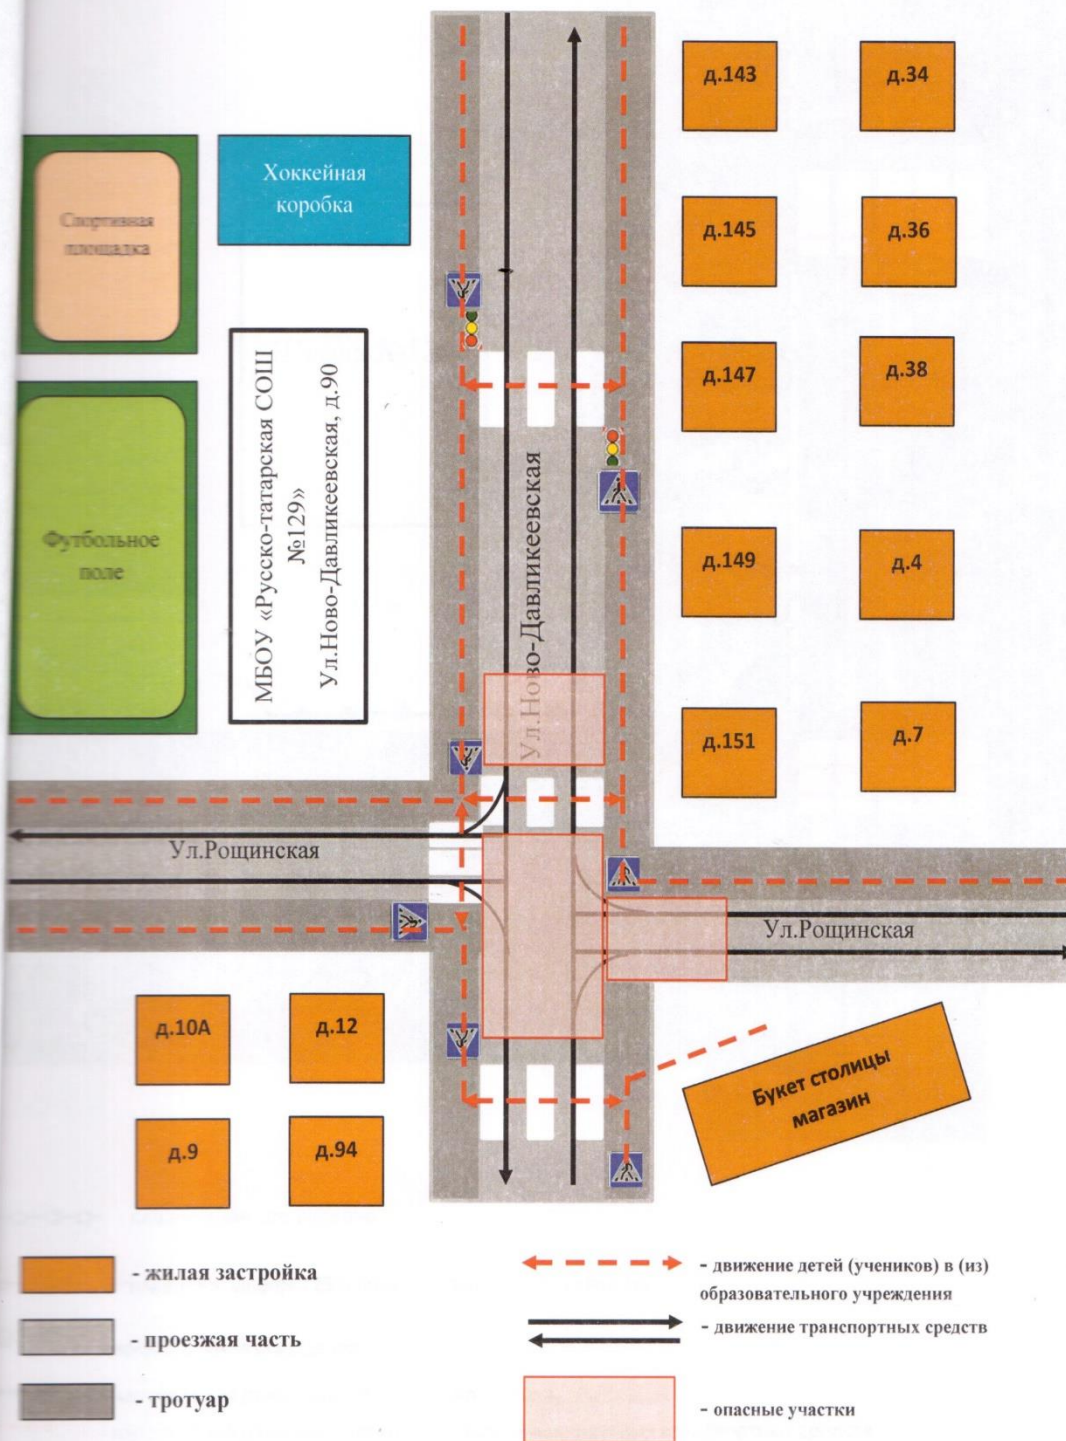 д.143
д.34
Хоккейная
коробка
Спортивная
площадка
д.145
д.36
д.147
д.38
МБОУ «Русско-татарская СОШ
№129»
Ул.Ново-Давликеевская, д.90
Футбольное
поле
Ул.Ново-Давликеевская
д.149
д.4
д.151
д.7
Ул.Рощинская
Ул.Рощинская
д.10А
д.12
Букет столицы
магазин
д.9
д.94
- жилая застройка
- проезжая часть
- тротуар
- движение детей (учеников) в (из)
образовательного учреждения
- движение транспортных средств
- опасные участки